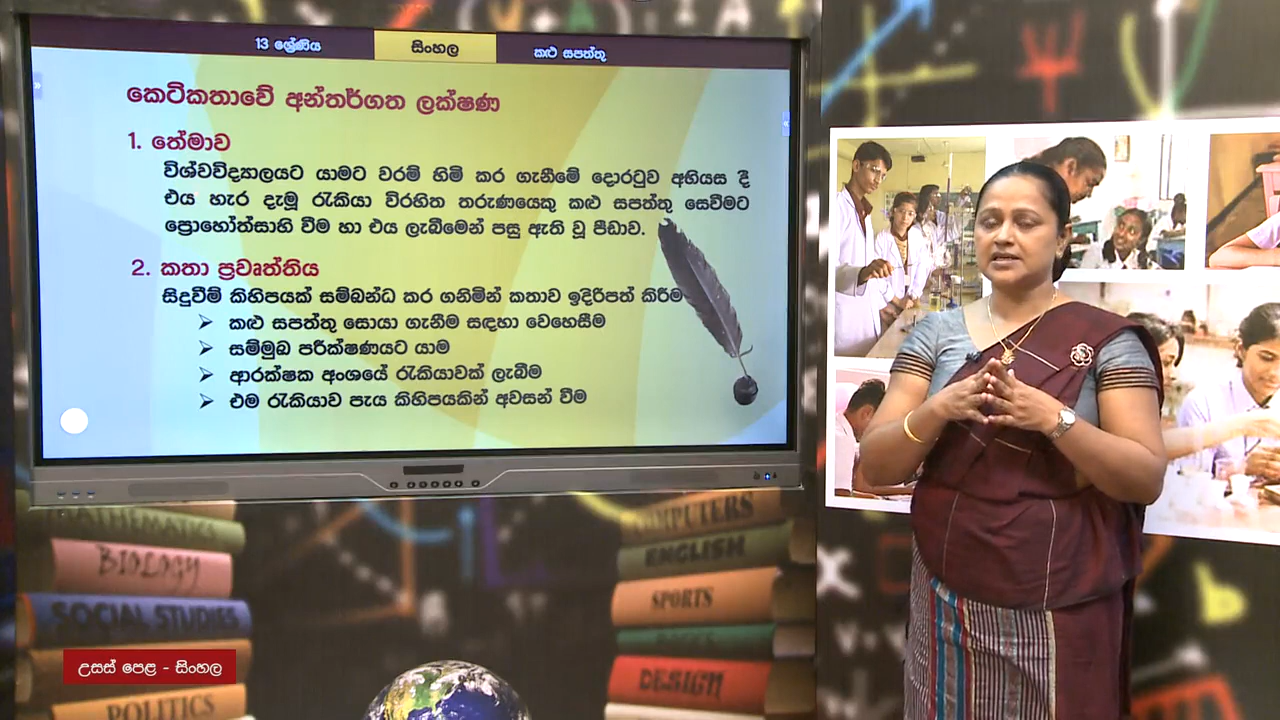 13 ශ්‍රේණිය
සිංහල
කළු සපත්තු
කෙටිකතාවේ අන්තර්ගත ලක්ෂණ
1. තේමාව
විශ්වවිද්‍යාලයට යාමට වරම් හිමි කර ගැනීමේ දොරටුව අභියස දී
එය හැර දැමූ රැකියා විරහිත තරුණයෙකු කළු සපත්තු සෙවීමට
ප්‍රොහෝත්සාහි වීම හා එය ලැබීමෙන් පසු ඇති වූ පීඩාව.
2. කතා ප්‍රවෘත්තිය
සිදුවීම් කිහිපයක් සම්බන්ධ කර ගනිමින් කතාව ඉදිරිපත් කිරීම
➢ කළු සපත්තු සොයා ගැනීම සඳහා වෙහෙසීම
➢ සම්මුඛ පරීක්ෂණයට යාම
➢ ආරක්ෂක අංශයේ රැකියාවක් ලැබීම
➢ එම රැකියාව පැය කිහිපයකින් අවසන් වීම
MATHEMATICS
BIOLOGY
SOCIAL STUDIES
POLITICS
COMPUTERS
ENGLISH
SPORTS
DESIGN
උසස් පෙළ - සිංහල